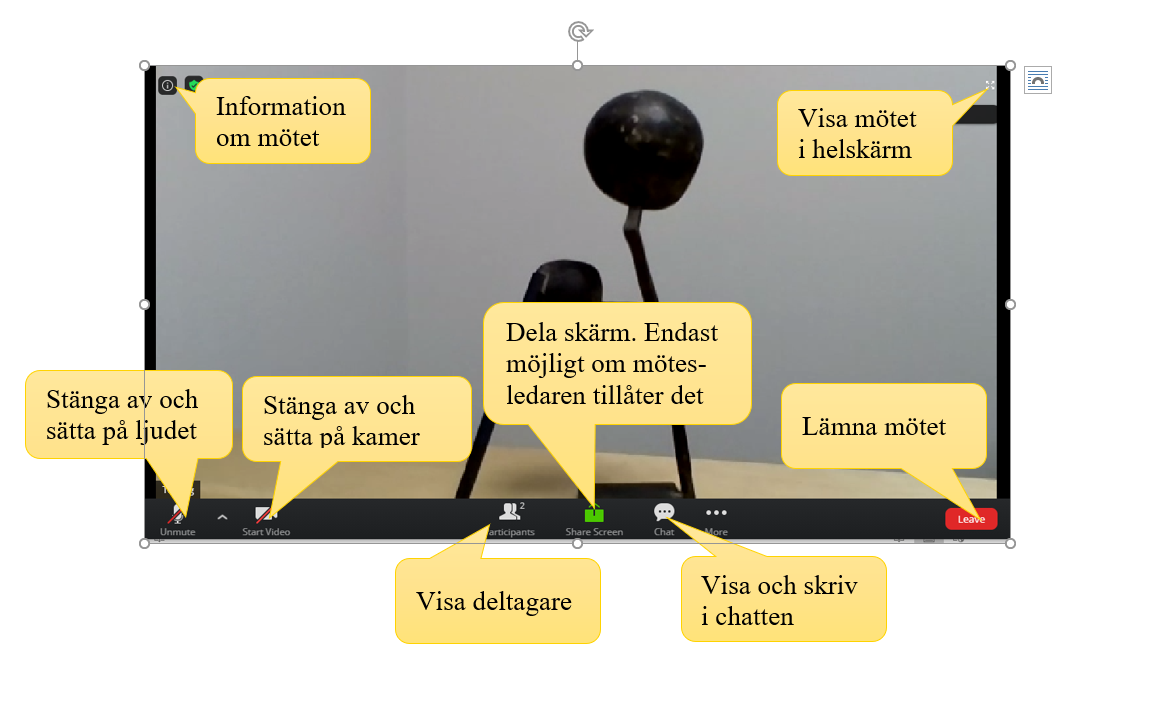 Information
om mötet
Visa mötet
i helskärm
Dela skärm. Endast
möjligt om mötes-
ledaren tillåter det
Stänga av och
sätta på ljudet
Stänga av och
sätta på kamer
Lämna mötet
Unmute
Start Video
articipants
2
Share Screen
Chat
More
Leave
Visa deltagare
Visa och skriv
i chatten